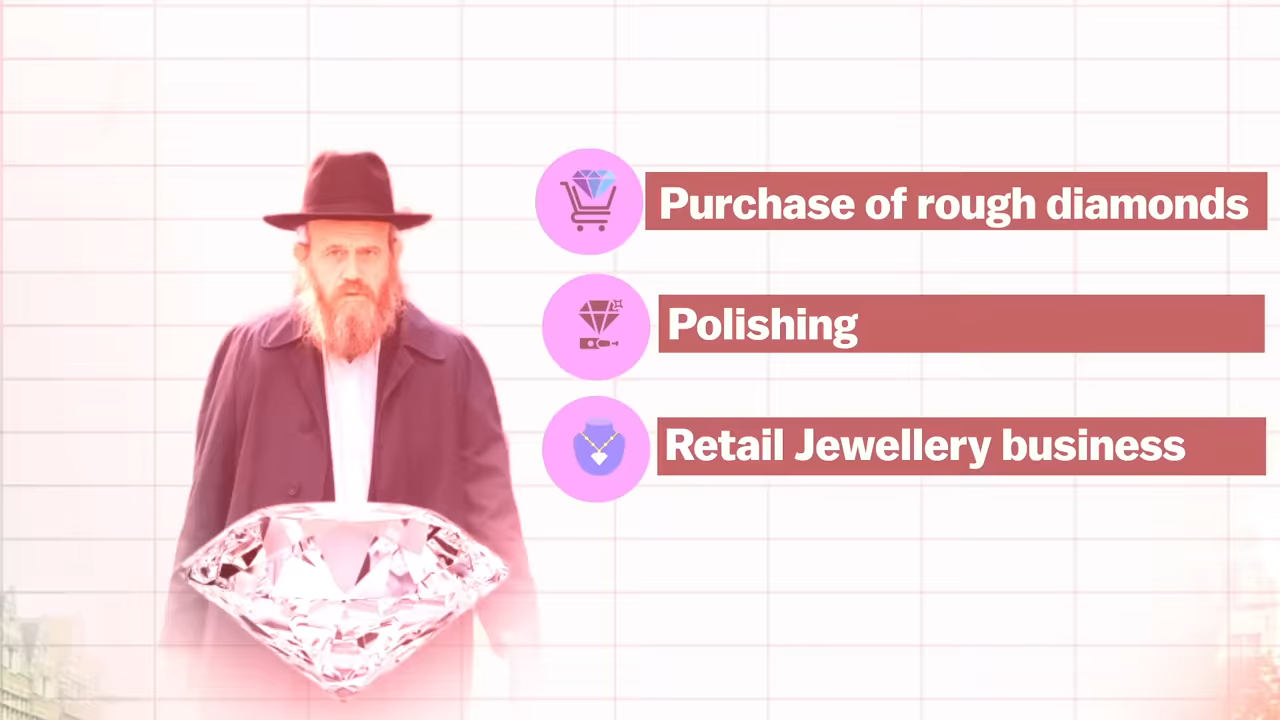 Purchase of rough diamonds
Polishing
Retail Jewellery business